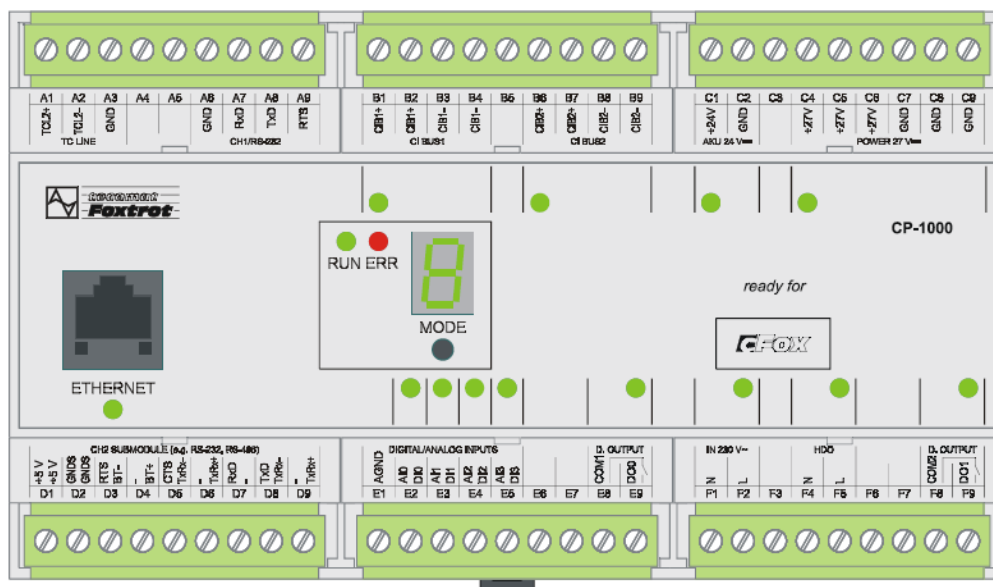 A1 A2 A3 A4 A5 A6 A7 A8 A9
TCL2+ TCL2- GND GND RxD TxD RTS
TC LINE CH1/RS-232
B1 B2 B3 B4 B5 B6 B7 B8 B9
CIB1+ CIB1+ CIB1- CIB1- CIB2+ CIB2+ CIB2- CIB2-
CI BUS1 CI BUS2
C1 C2 C3 C4 C5 C6 C7 C8 C9
+24V GND +27V +27V +27V GND GND GND
AKU 24 V⎓ POWER 27 V⎓
tecomat
Foxtrot
CP-1000
RUN ERR
8
MODE
ready for
cFox
ETHERNET
CH2 SUBMODULE (e.g. RS-232, RS-485)
+5 V GNDS RTS - CTS - RxD TxD -
+5 V GNDS BT- BT+ TxRx- TxRx+ - TxRx- TxRx+
D1 D2 D3 D4 D5 D6 D7 D8 D9
DIGITAL/ANALOG INPUTS D. OUTPUT
AGND AI0 AI1 AI2 AI3 COM1 DO0
DI0 DI1 DI2 DI3
E1 E2 E3 E4 E5 E6 E7 E8 E9
IN 230 V~ HDO D. OUTPUT
N L N L COM2 DO1
F1 F2 F3 F4 F5 F6 F7 F8 F9